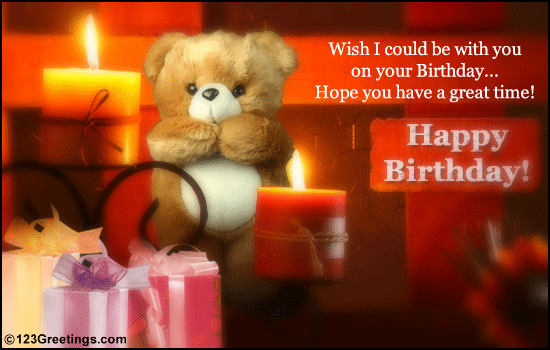 Wish I could be with you
on your Birthday...
Hope you have a great time!
Happy
Birthday!
©123Greetings.com